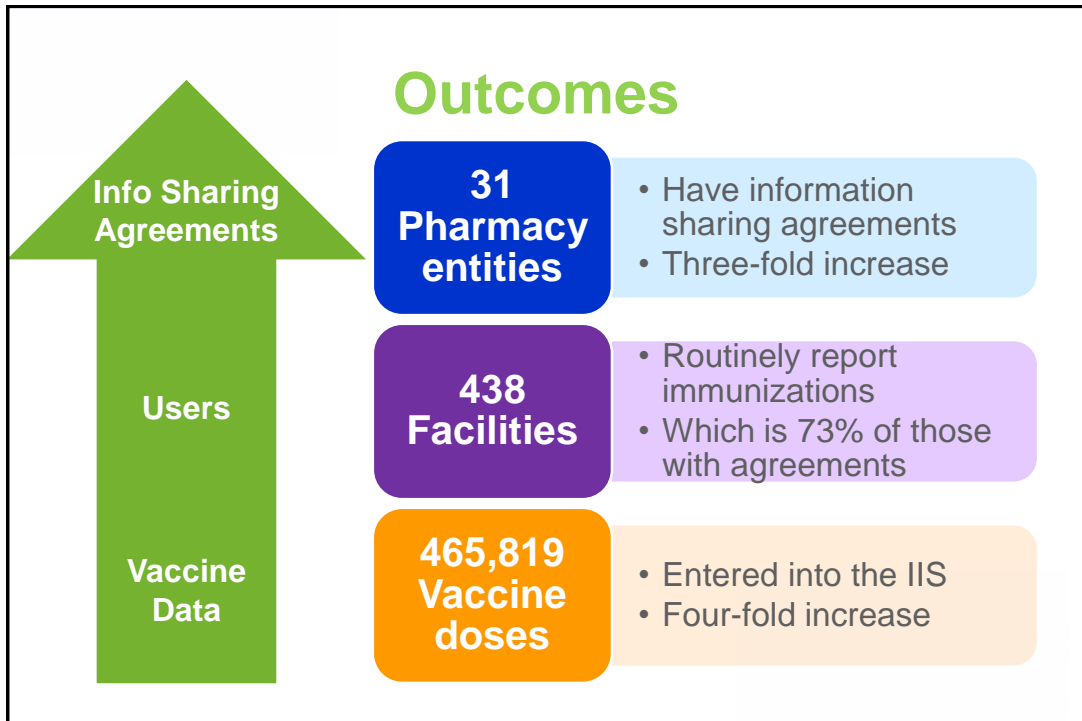 Outcomes
Info Sharing
Agreements
Users
Vaccine
Data
31
Pharmacy
entities
• Have information
sharing agreements
• Three-fold increase
438
Facilities
• Routinely report
immunizations
• Which is 73% of those
with agreements
465,819
Vaccine
doses
• Entered into the IIS
• Four-fold increase